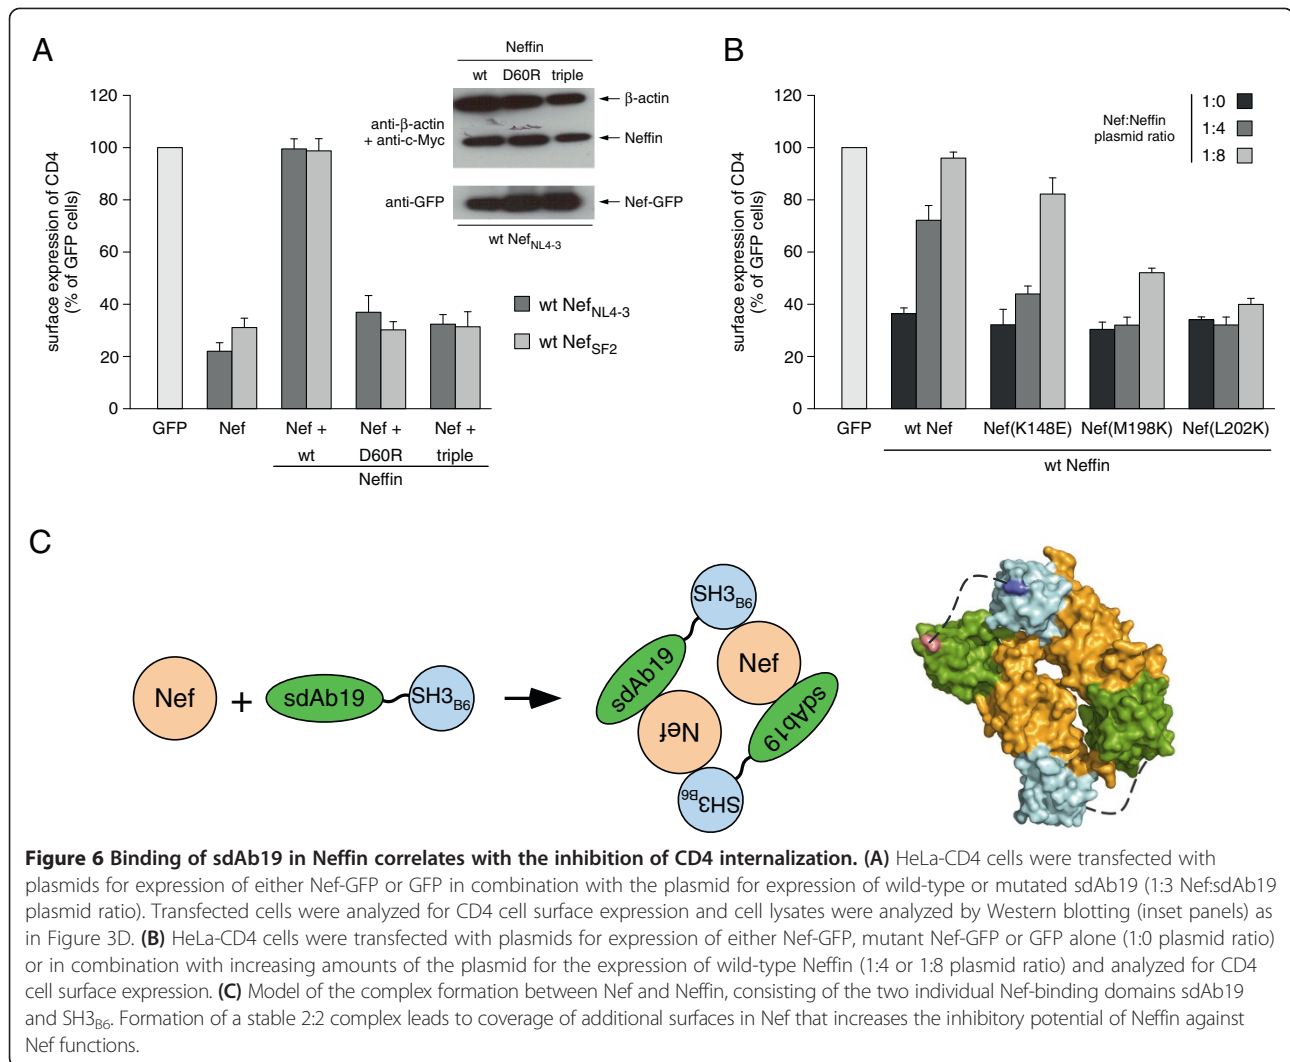 A
Neffin
wt D60R triple
β-actin
anti-β-actin
+ anti-c-Myc
Neffin
anti-GFP
Nef-GFP
wt Nef_NL4-3
surface expression of CD4
(% of GFP cells)
120
100
80
60
40
20
0
wt Nef_NL4-3
wt Nef_SF2
GFP Nef Nef + Nef + Nef +
wt D60R triple
Neffin
B
Nef:Neffin
plasmid ratio
1:0
1:4
1:8
surface expression of CD4
(% of GFP cells)
120
100
80
60
40
20
0
GFP wt Nef Nef(K148E) Nef(M198K) Nef(L202K)
wt Neffin
C
Nef + sdAb19 SH3_B6
SH3_B6
sdAb19
Nef
Nef
sdAb19
SH3_B6
Figure 6 Binding of sdAb19 in Neffin correlates with the inhibition of CD4 internalization. (A) HeLa-CD4 cells were transfected with
plasmids for expression of either Nef-GFP or GFP in combination with the plasmid for expression of wild-type or mutated sdAb19 (1:3 Nef:sdAb19
plasmid ratio). Transfected cells were analyzed for CD4 cell surface expression and cell lysates were analyzed by Western blotting (inset panels) as
in Figure 3D. (B) HeLa-CD4 cells were transfected with plasmids for expression of either Nef-GFP, mutant Nef-GFP or GFP alone (1:0 plasmid ratio)
or in combination with increasing amounts of the plasmid for the expression of wild-type Neffin (1:4 or 1:8 plasmid ratio) and analyzed for CD4
cell surface expression. (C) Model of the complex formation between Nef and Neffin, consisting of the two individual Nef-binding domains sdAb19
and SH3_B6. Formation of a stable 2:2 complex leads to coverage of additional surfaces in Nef that increases the inhibitory potential of Neffin against
Nef functions.